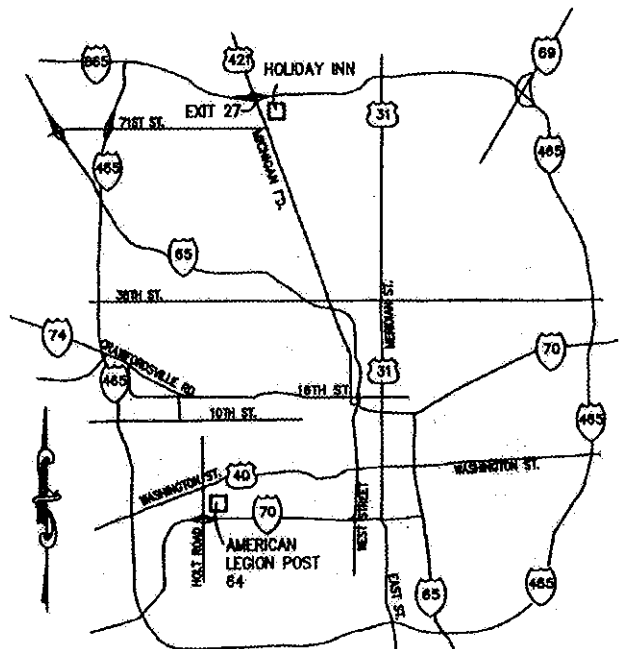 865
421
HOLIDAY INN
69
EXIT 27
31
71ST ST.
465
MICHIGAN RD.
465
65
38TH ST.
MERIDIAN ST.
74
CRAWFORDSVILLE RD.
70
31
465
16TH ST.
10TH ST.
465
WASHINGTON ST.
40
WASHINGTON ST.
70
HOLT ROAD
AMERICAN
LEGION POST
64
WEST STREET
EAST ST.
65
465